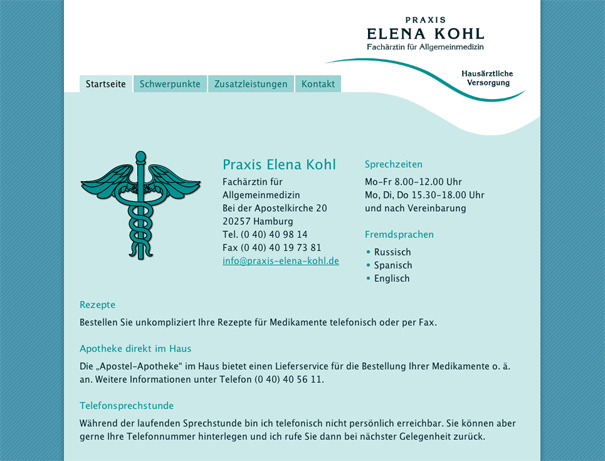 PRAXIS
ELENA KOHL
Fachärztin für Allgemeinmedizin
Hausärztliche
Versorgung
Startseite Schwerpunkte Zusatzleistungen Kontakt
Praxis Elena Kohl
Fachärztin für
Allgemeinmedizin
Bei der Apostelkirche 20
20257 Hamburg
Tel. (0 40) 40 98 14
Fax (0 40) 40 19 73 81
info@praxis-elena-kohl.de
Sprechzeiten
Mo–Fr 8.00–12.00 Uhr
Mo, Di, Do 15.30–18.00 Uhr
und nach Vereinbarung
Fremdsprachen
• Russisch
• Spanisch
• Englisch
Rezepte
Bestellen Sie unkompliziert Ihre Rezepte für Medikamente telefonisch oder per Fax.
Apotheke direkt im Haus
Die „Apostel-Apotheke“ im Haus bietet einen Lieferservice für die Bestellung Ihrer Medikamente o. ä.
an. Weitere Informationen unter Telefon (0 40) 40 56 11.
Telefonsprechstunde
Während der laufenden Sprechstunde bin ich telefonisch nicht persönlich erreichbar. Sie können aber
gerne Ihre Telefonnummer hinterlegen und ich rufe Sie dann bei nächster Gelegenheit zurück.